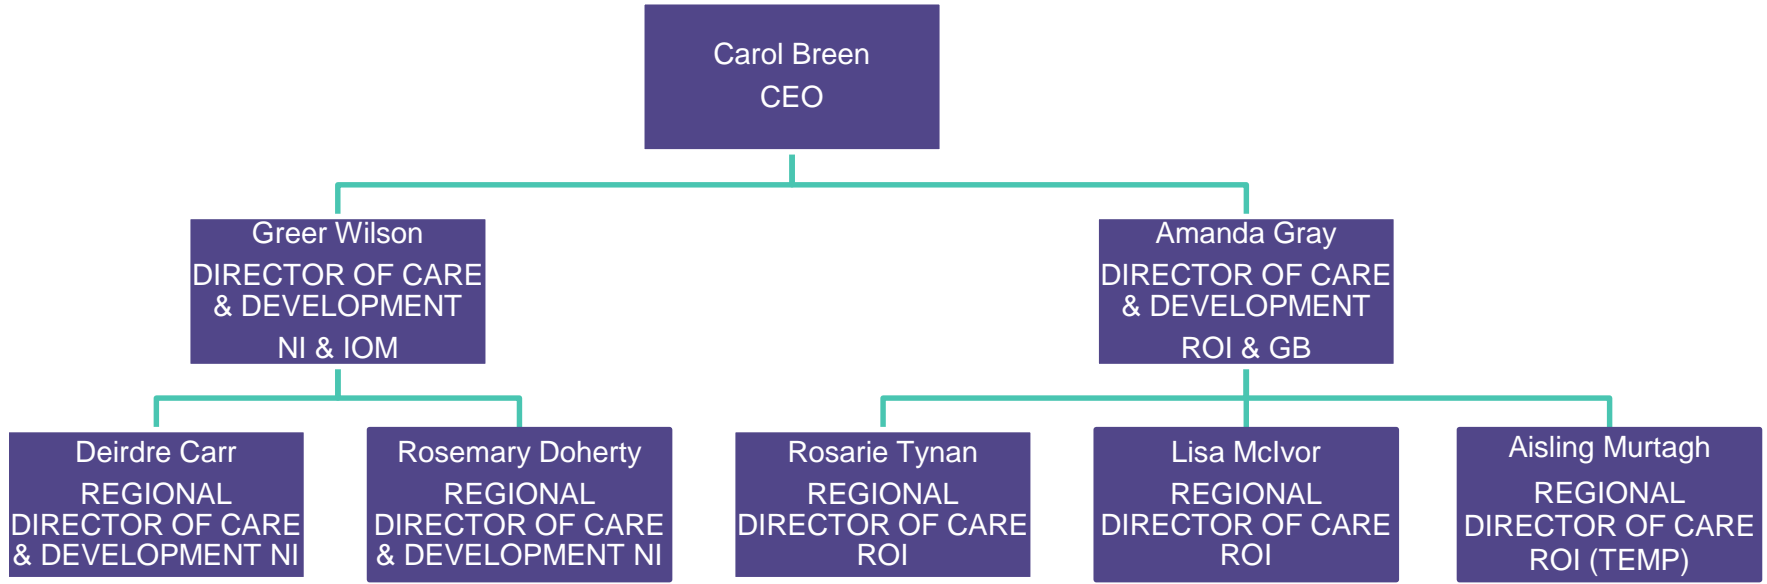 Carol Breen
CEO
Greer Wilson
DIRECTOR OF CARE
& DEVELOPMENT
NI & IOM
Amanda Gray
DIRECTOR OF CARE
& DEVELOPMENT
ROI & GB
Deirdre Carr
REGIONAL
DIRECTOR OF CARE
& DEVELOPMENT NI
Rosemary Doherty
REGIONAL
DIRECTOR OF CARE
& DEVELOPMENT NI
Rosarie Tynan
REGIONAL
DIRECTOR OF CARE
ROI
Lisa McIvor
REGIONAL
DIRECTOR OF CARE
ROI
Aisling Murtagh
REGIONAL
DIRECTOR OF CARE
ROI (TEMP)